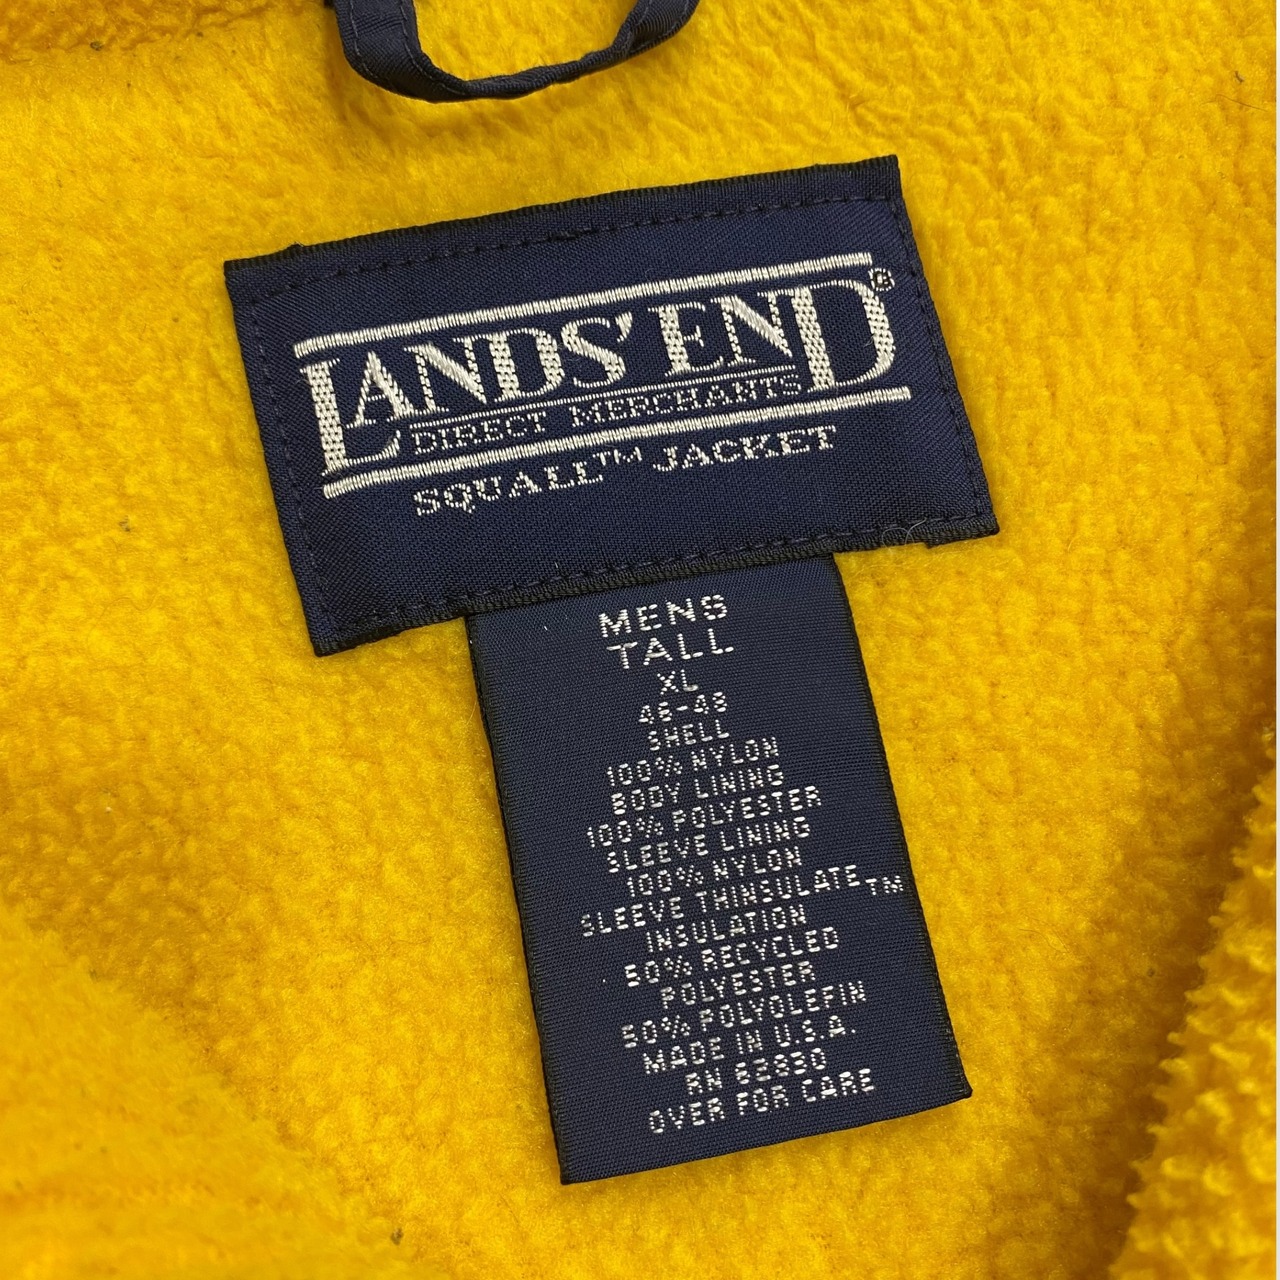 LANDS' END®
DIRECT MERCHANTS
SQUALL™ JACKET
MENS
TALL
XL
46-48
SHELL
100% NYLON
BODY LINING
100% POLYESTER
SLEEVE LINING
100% NYLON
SLEEVE THINSULATE™
INSULATION
50% RECYCLED
POLYESTER
50% POLYOLEFIN
MADE IN U.S.A.
RN 62830
OVER FOR CARE